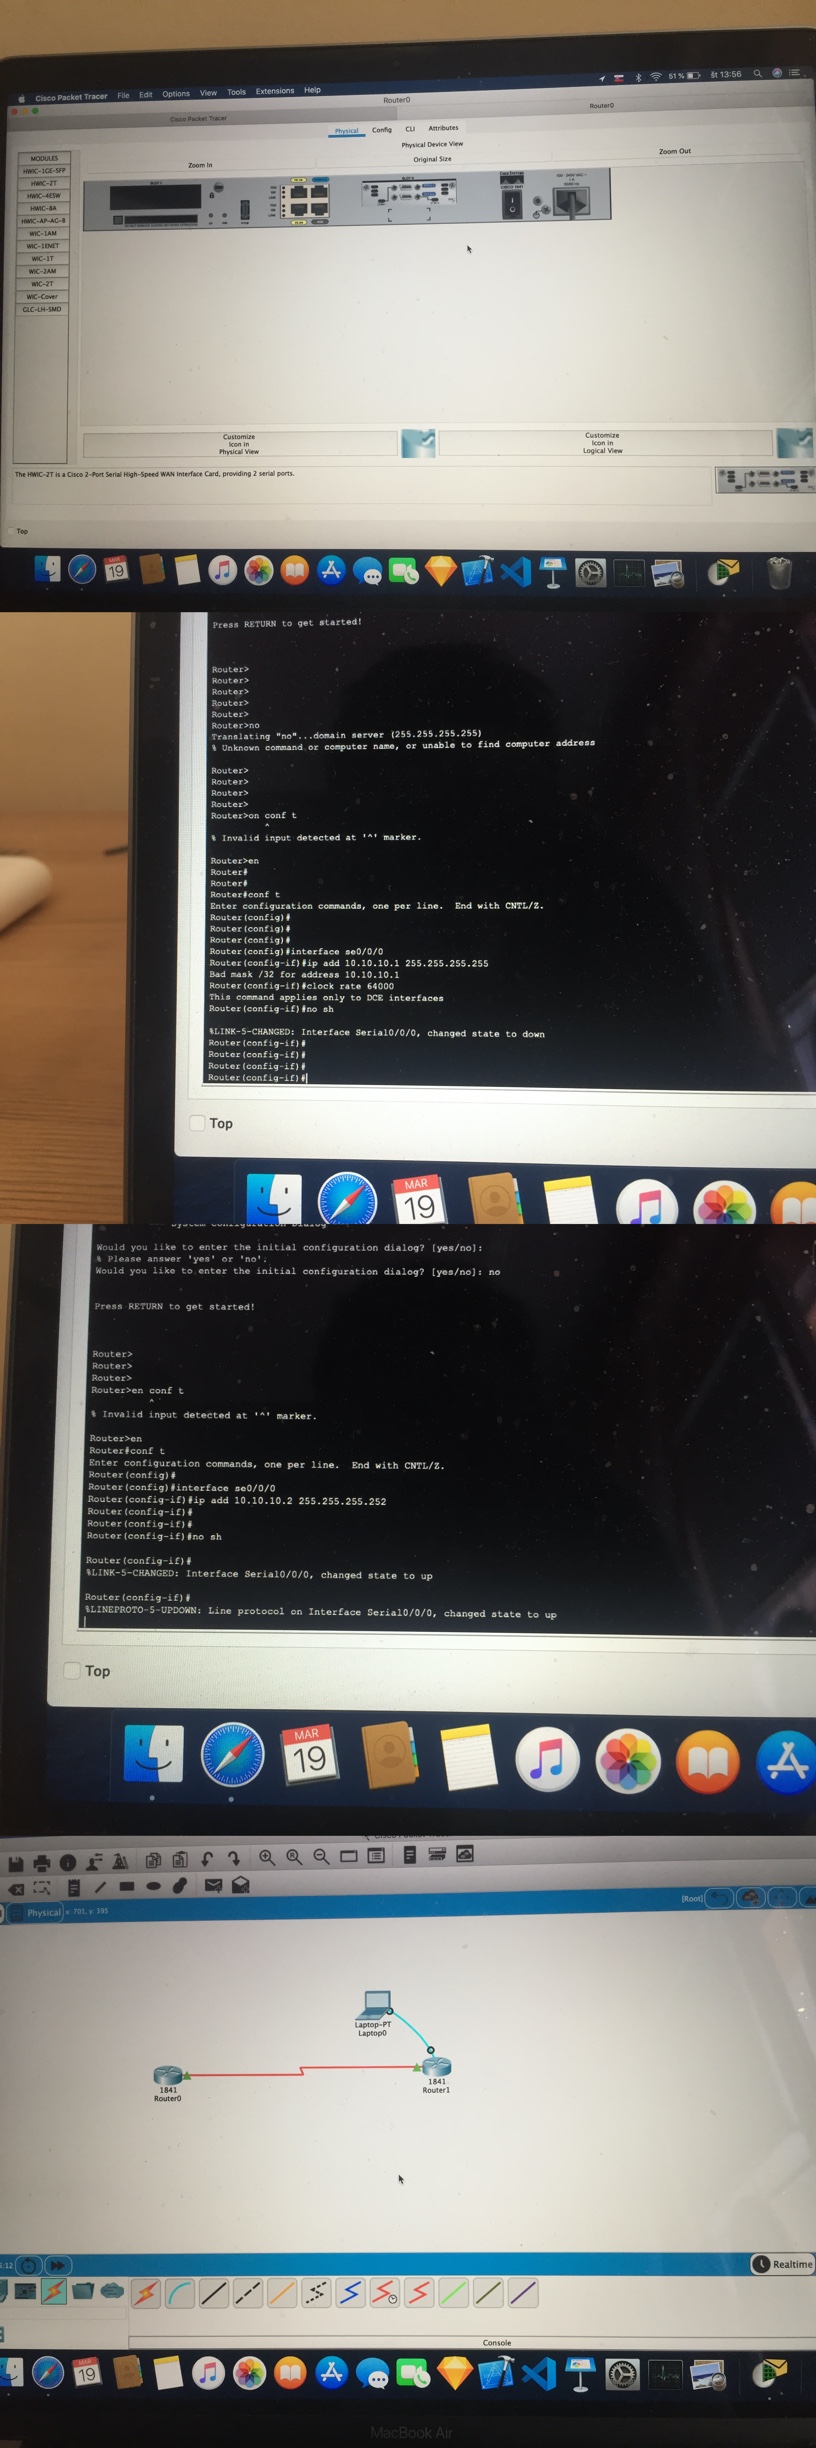 Cisco Packet Tracer File Edit Options View Tools Extensions Help
51 % št 13:56
Router0
Cisco Packet Tracer
Router0
Physical Config CLI Attributes
MODULES
HWIC-1GE-SFP
HWIC-2T
HWIC-4ESW
HWIC-8A
HWIC-AP-AG-B
WIC-1AM
WIC-1ENET
WIC-1T
WIC-2AM
WIC-2T
WIC-Cover
GLC-LH-SMD
Physical Device View
Zoom In
Original Size
Zoom Out
Customize
Icon in
Physical View
Customize
Icon in
Logical View
The HWIC-2T is a Cisco 2-Port Serial High-Speed WAN Interface Card, providing 2 serial ports.
Top
MAR
19
Press RETURN to get started!
Router>
Router>
Router>
Router>
Router>
Router>no
Translating "no"...domain server (255.255.255.255)
% Unknown command or computer name, or unable to find computer address
Router>
Router>
Router>
Router>
Router>on conf t
^
% Invalid input detected at '^' marker.
Router>en
Router#
Router#
Router#conf t
Enter configuration commands, one per line. End with CNTL/Z.
Router(config)#
Router(config)#
Router(config)#
Router(config)#interface se0/0/0
Router(config-if)#ip add 10.10.10.1 255.255.255.255
Bad mask /32 for address 10.10.10.1
Router(config-if)#clock rate 64000
This command applies only to DCE interfaces
Router(config-if)#no sh
%LINK-5-CHANGED: Interface Serial0/0/0, changed state to down
Router(config-if)#
Router(config-if)#
Router(config-if)#
Router(config-if)#
Top
MAR
19
System Configuration Dialog
Would you like to enter the initial configuration dialog? [yes/no]:
% Please answer 'yes' or 'no'.
Would you like to enter the initial configuration dialog? [yes/no]: no
Press RETURN to get started!
Router>
Router>
Router>
Router>en conf t
^
% Invalid input detected at '^' marker.
Router>en
Router#conf t
Enter configuration commands, one per line. End with CNTL/Z.
Router(config)#
Router(config)#interface se0/0/0
Router(config-if)#ip add 10.10.10.2 255.255.255.252
Router(config-if)#
Router(config-if)#
Router(config-if)#no sh
Router(config-if)#
%LINK-5-CHANGED: Interface Serial0/0/0, changed state to up
Router(config-if)#
%LINEPROTO-5-UPDOWN: Line protocol on Interface Serial0/0/0, changed state to up
Top
MAR
19
Physical x: 701, y: 395
[Root]
Laptop-PT
Laptop0
1841
Router0
1841
Router1
Realtime
Console
MAR
19
MacBook Air